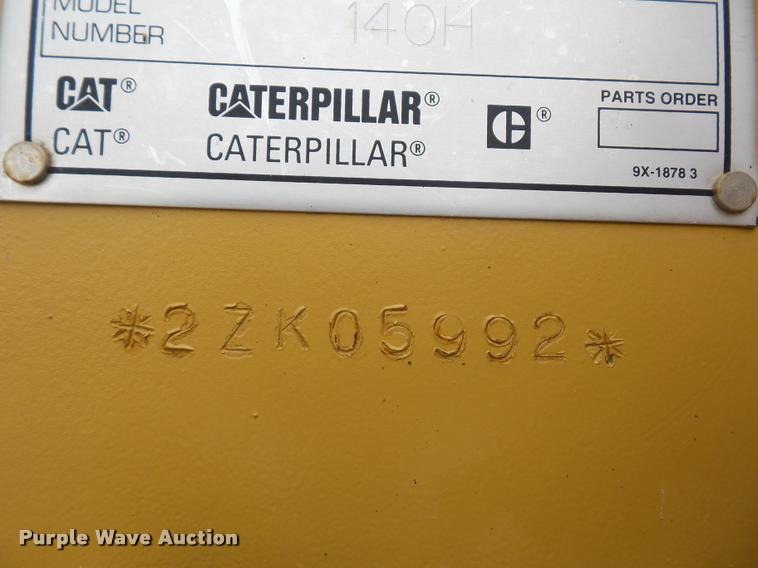 MODEL
NUMBER
140H
CAT®
CATERPILLAR®
®
PARTS ORDER
CAT®
CATERPILLAR®
9X-1878 3
*2ZK05992*
Purple Wave Auction